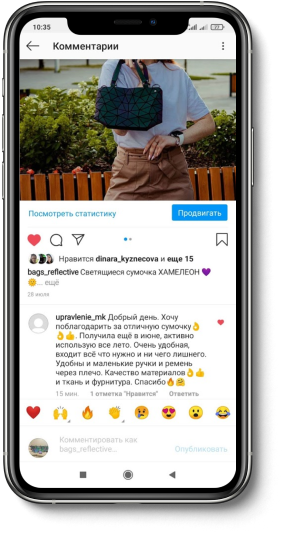 10:35
Комментарии
Посмотреть статистику
Продвигать
Нравится dinara_kyznecova и еще 15
bags_reflective Светящиеся сумочка ХАМЕЛЕОН 💜
🌞... ещё
28 июля
upravlenie_mk Добрый день. Хочу
поблагодарить за отличную сумочку👌
👌👍. Получила ещё в июне, активно
использую все лето. Очень удобная,
входит всё что нужно и ни чего лишнего.
Удобны и маленькие ручки и ремень
через плечо. Качество материалов👌👍
и ткань и фурнитура. Спасибо🔥🤗
15 мин. 1 отметка "Нравится" Ответить
❤️🙌🔥👏😢😍😮😂
Комментировать как
bags_reflective...
Опубликовать